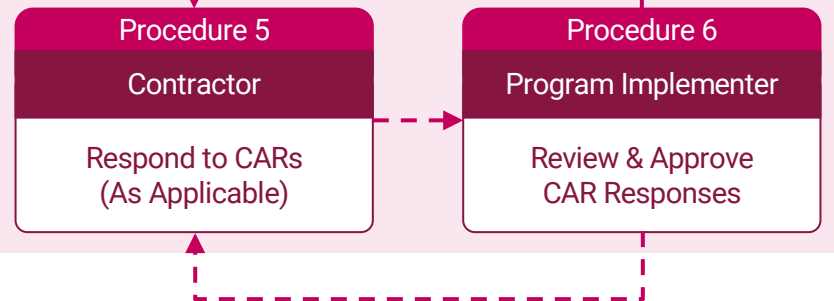 Procedure 5
Contractor
Respond to CARs
(As Applicable)
Procedure 6
Program Implementer
Review & Approve
CAR Responses